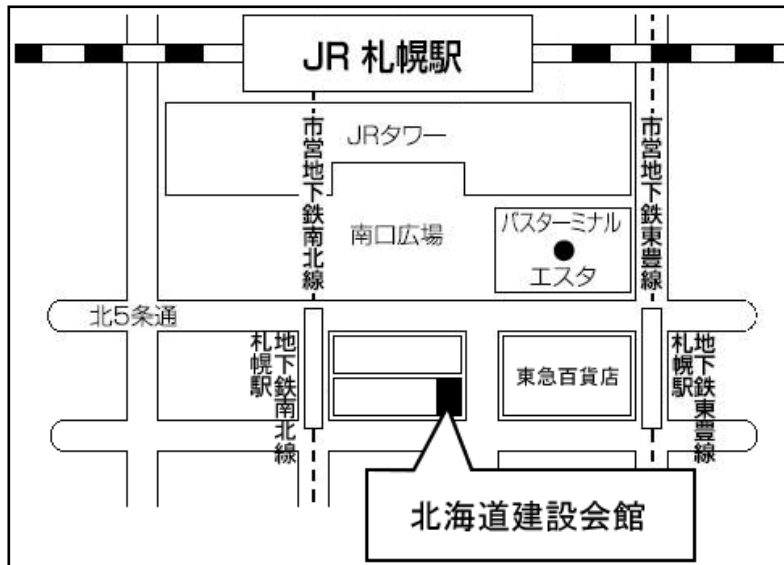 JR 札幌駅
JRタワー
市営地下鉄南北線
市営地下鉄東豊線
南口広場
バスターミナル
エスタ
北5条通
地下鉄南北線
札幌駅
東急百貨店
地下鉄東豊線
札幌駅
北海道建設会館